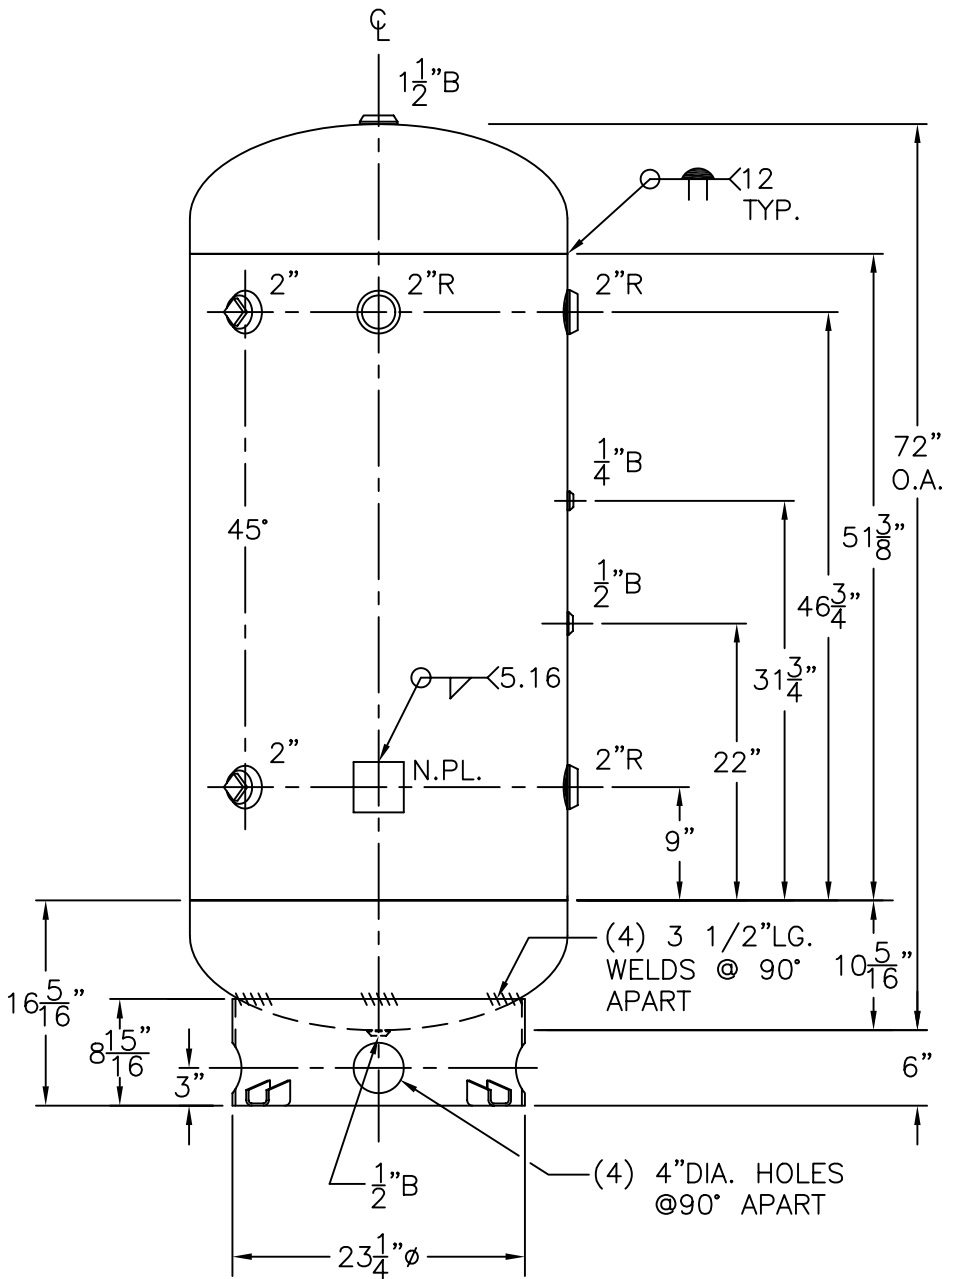 ℄
1 1/2”B
12
TYP.
2”
2”R
2”R
1/4”B
72”
O.A.
45°
51 3/8”
1/2”B
46 3/4”
31 3/4”
5.16
22”
2”
N.PL.
2”R
9”
(4) 3 1/2”LG.
WELDS @ 90°
APART
10 5/16”
16 5/16”
8 15/16”
3”
6”
(4) 4”DIA. HOLES
@90° APART
1/2”B
23 1/4”ø